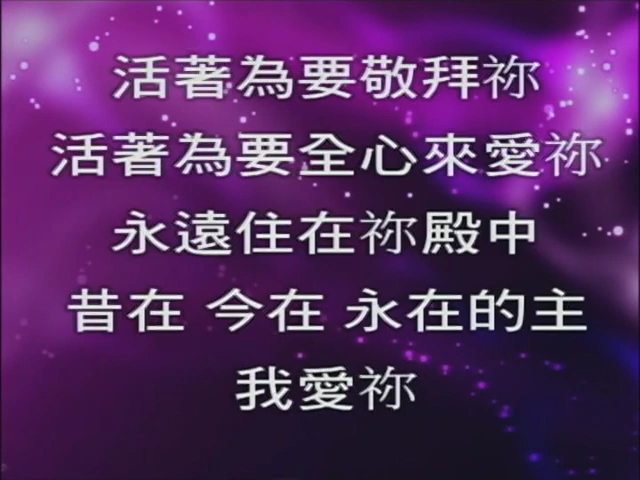 活著為要敬拜祢
活著為要全心來愛祢
永遠住在祢殿中
昔在 今在 永在的主
我愛祢